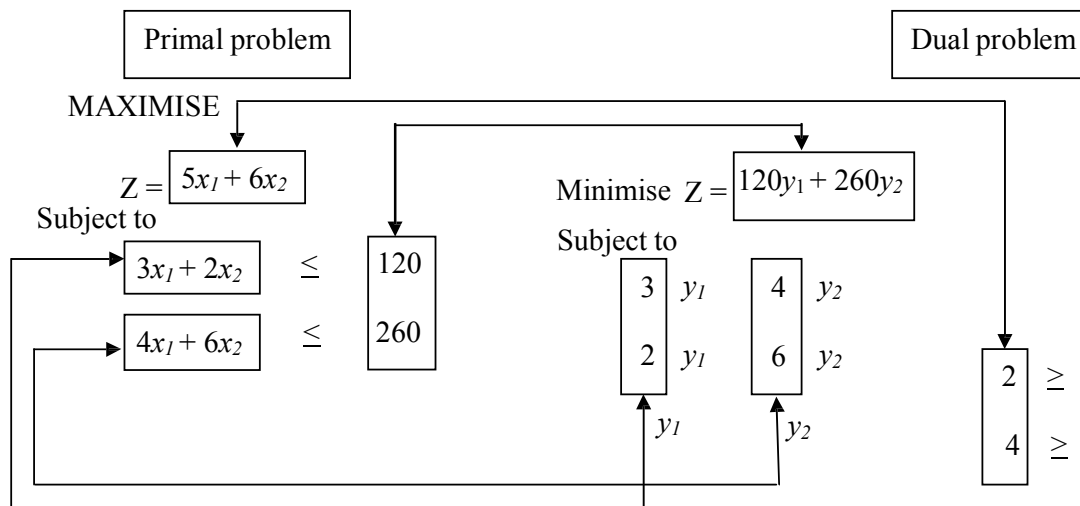 Primal problem
Dual problem
MAXIMISE
Z = 5x₁ + 6x₂
Minimise Z = 120y₁ + 260y₂
Subject to
Subject to
3x₁ + 2x₂ ≤ 120
3 y₁ 4 y₂
4x₁ + 6x₂ ≤ 260
2 y₁ 6 y₂
2 ≥
y₁ y₂
4 ≥